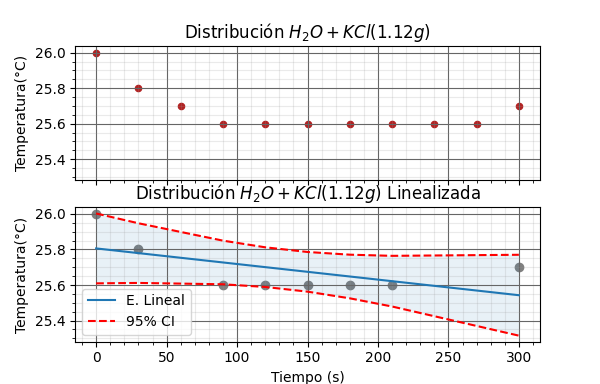 Distribución H₂O + KCl(1.12g)
Temperatura(°C)
26.0
25.8
25.6
25.4
Distribución H₂O + KCl(1.12g) Linealizada
Temperatura(°C)
26.0
25.8
25.6
25.4
E. Lineal
95% CI
0 50 100 150 200 250 300
Tiempo (s)